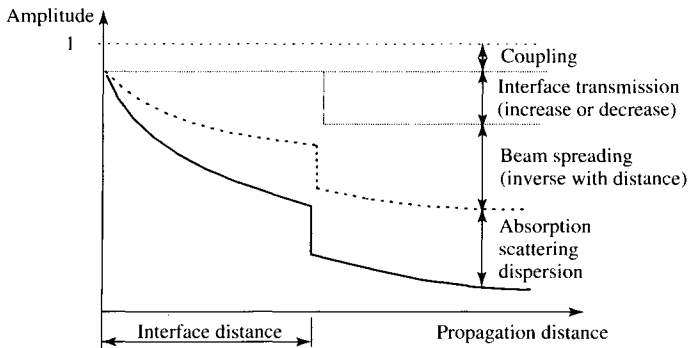 Amplitude
1
Coupling
Interface transmission
(increase or decrease)
Beam spreading
(inverse with distance)
Absorption
scattering
dispersion
Interface distance
Propagation distance